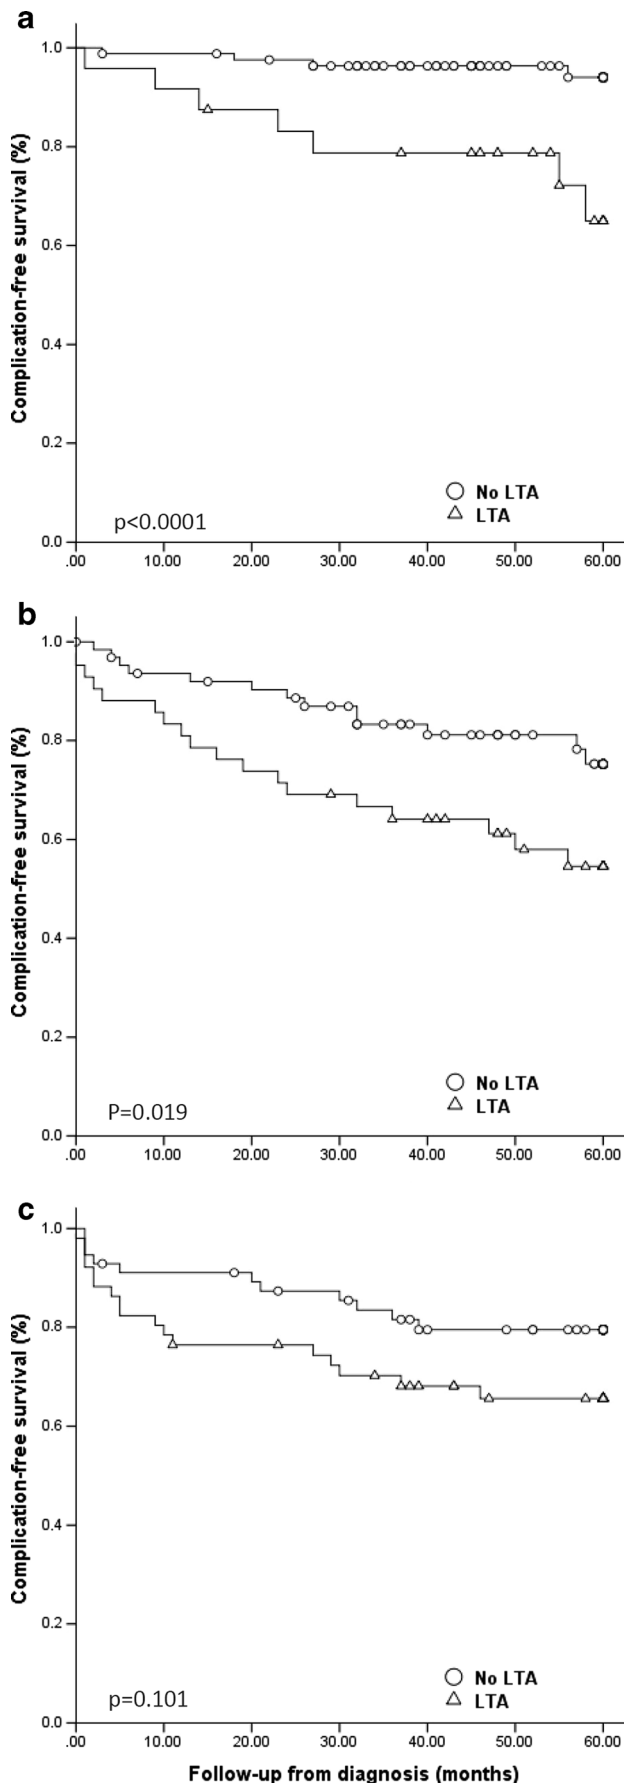 a
Complication-free survival (%)
1.0
0.8
0.6
0.4
0.2
0.0
No LTA
LTA
p<0.0001
.00 10.00 20.00 30.00 40.00 50.00 60.00
b
Complication-free survival (%)
1.0
0.8
0.6
0.4
0.2
0.0
No LTA
LTA
P=0.019
.00 10.00 20.00 30.00 40.00 50.00 60.00
c
Complication-free survival (%)
1.0
0.8
0.6
0.4
0.2
0.0
No LTA
LTA
p=0.101
.00 10.00 20.00 30.00 40.00 50.00 60.00
Follow-up from diagnosis (months)